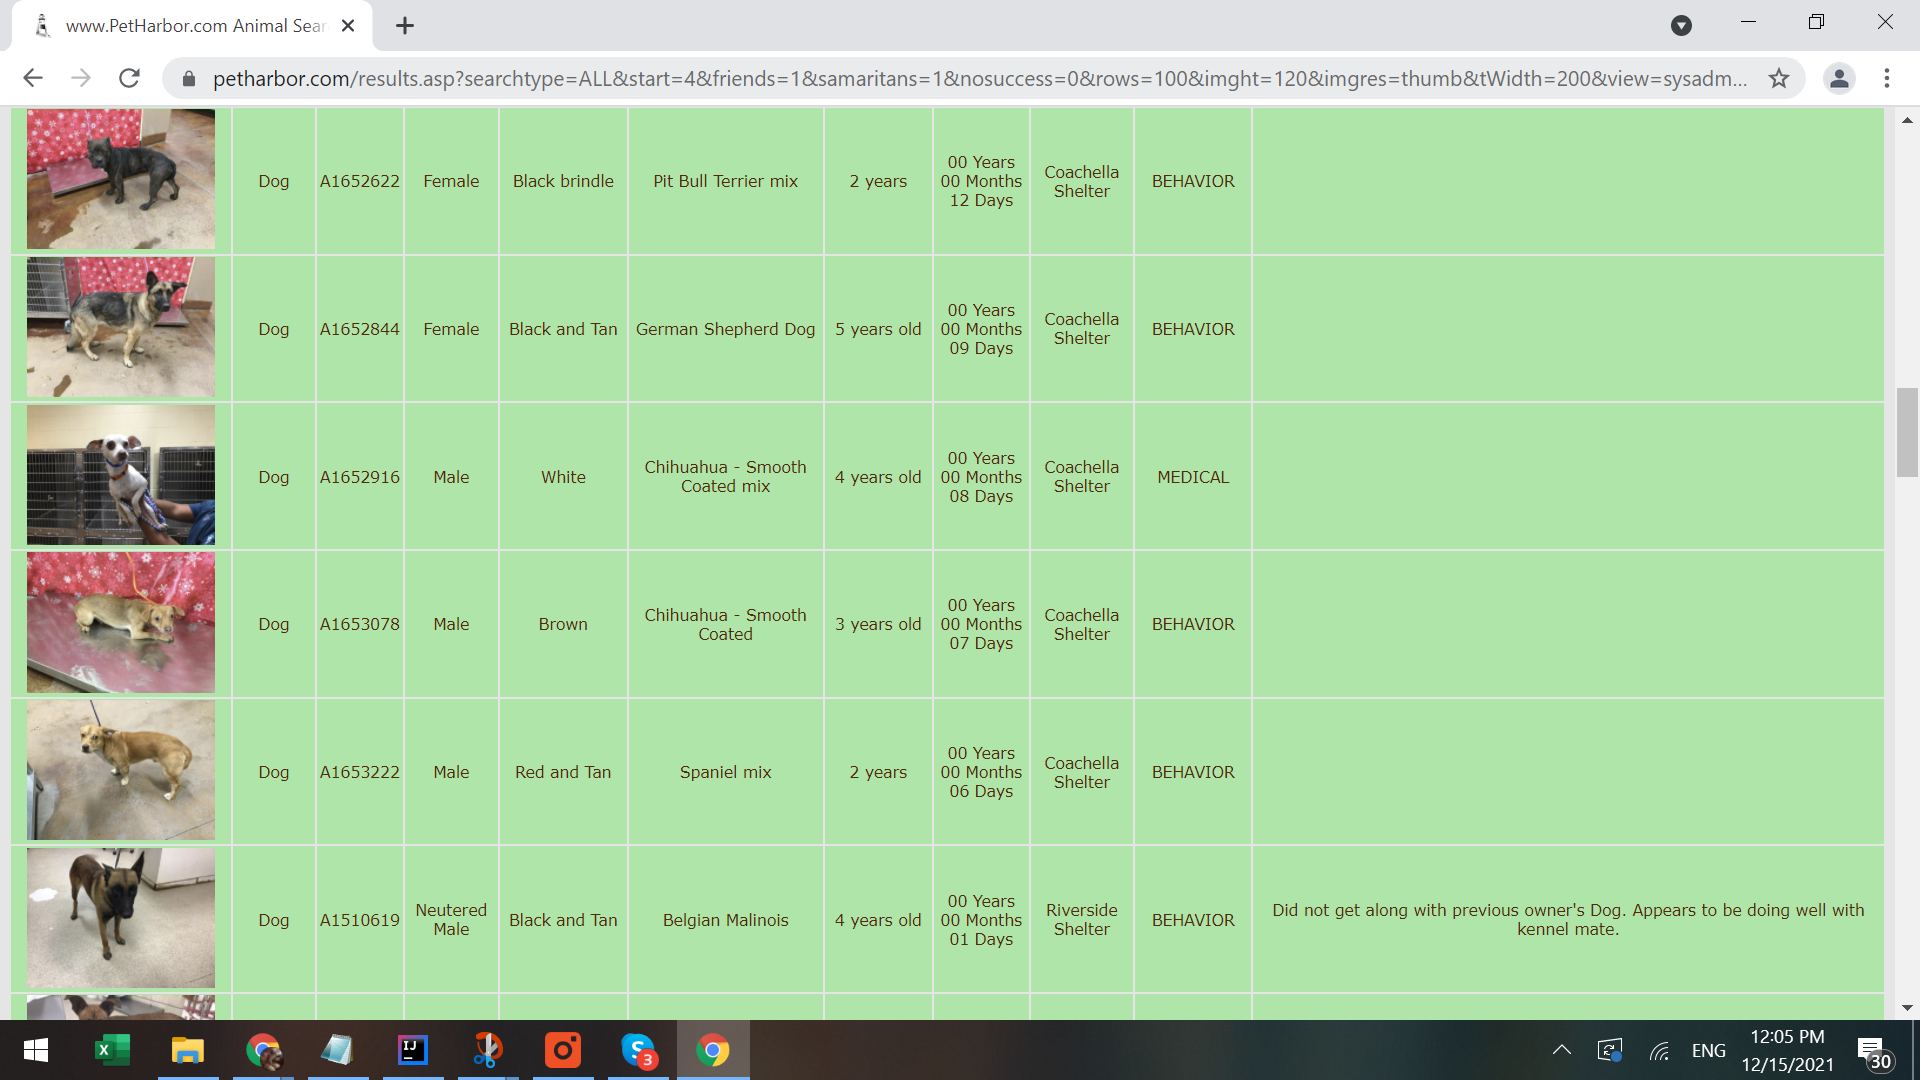 www.PetHarbor.com Animal Sear
petharbor.com/results.asp?searchtype=ALL&start=4&friends=1&samaritans=1&nosuccess=0&rows=100&imght=120&imgres=thumb&tWidth=200&view=sysadm...
Dog A1652622 Female Black brindle Pit Bull Terrier mix 2 years
00 Years
00 Months
12 Days
Coachella
Shelter
BEHAVIOR
Dog A1652844 Female Black and Tan German Shepherd Dog 5 years old
00 Years
00 Months
09 Days
Coachella
Shelter
BEHAVIOR
Dog A1652916 Male White
Chihuahua - Smooth
Coated mix
4 years old
00 Years
00 Months
08 Days
Coachella
Shelter
MEDICAL
Dog A1653078 Male Brown
Chihuahua - Smooth
Coated
3 years old
00 Years
00 Months
07 Days
Coachella
Shelter
BEHAVIOR
Dog A1653222 Male Red and Tan Spaniel mix 2 years
00 Years
00 Months
06 Days
Coachella
Shelter
BEHAVIOR
Dog A1510619
Neutered
Male
Black and Tan Belgian Malinois 4 years old
00 Years
00 Months
01 Days
Riverside
Shelter
BEHAVIOR
Did not get along with previous owner's Dog. Appears to be doing well with
kennel mate.
X
IJ
S
3
ENG
12:05 PM
12/15/2021
30